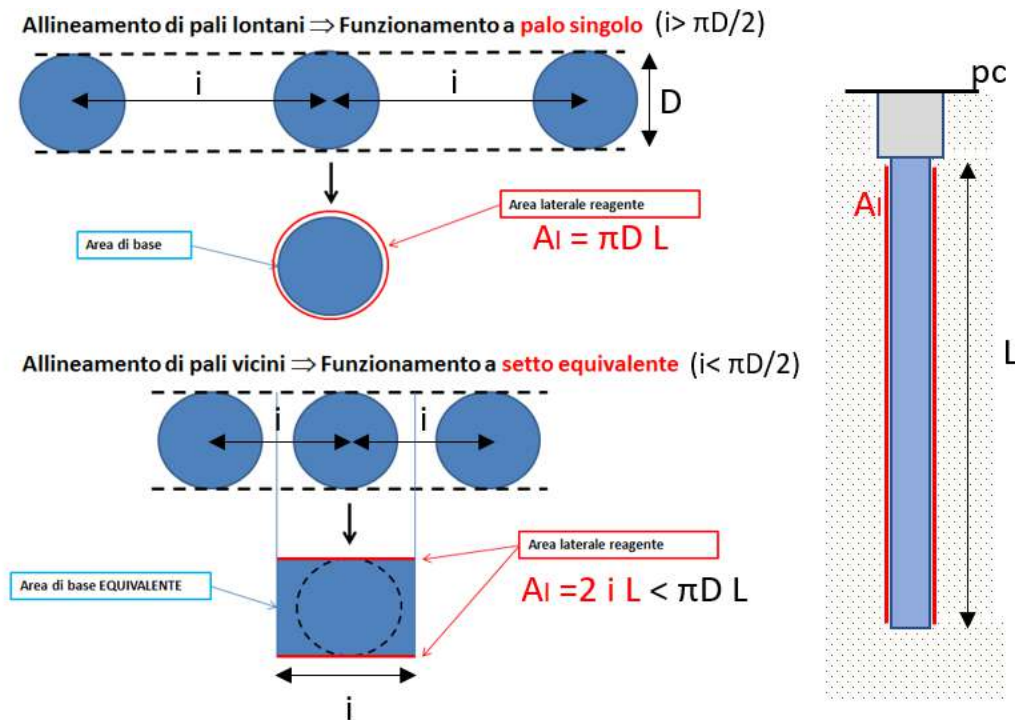 Allineamento di pali lontani ⇒ Funzionamento a palo singolo (i> πD/2)
i
i
D
Area di base
Area laterale reagente
Al = πD L
Allineamento di pali vicini ⇒ Funzionamento a setto equivalente (i< πD/2)
i
i
Area di base EQUIVALENTE
Area laterale reagente
Al =2 i L < πD L
i
pc
Al
L